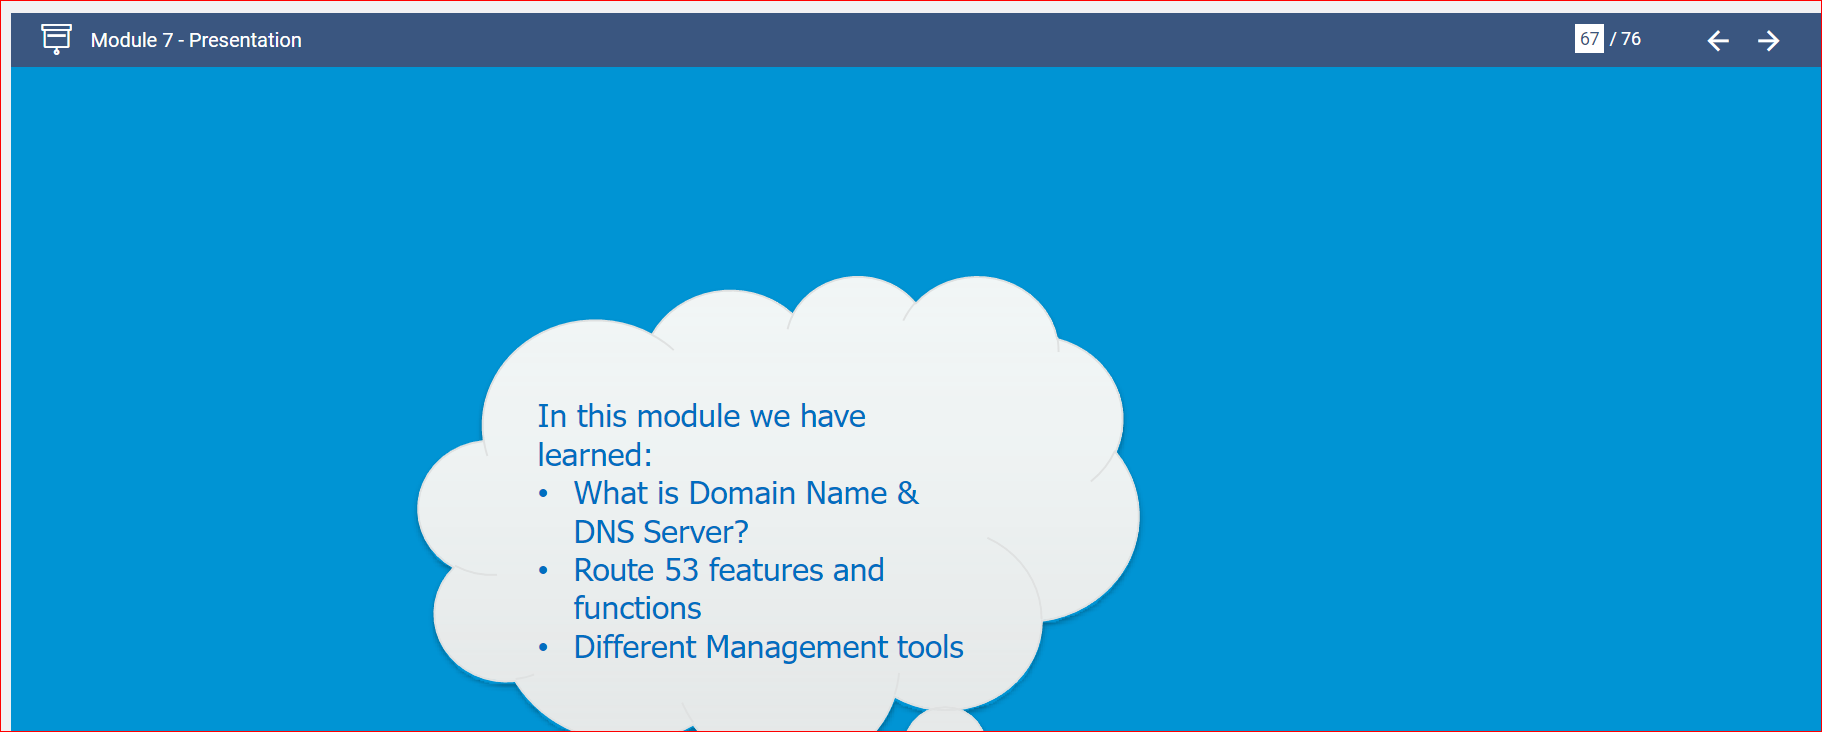 Module 7 - Presentation
67 / 76
In this module we have
learned:
• What is Domain Name &
DNS Server?
• Route 53 features and
functions
• Different Management tools